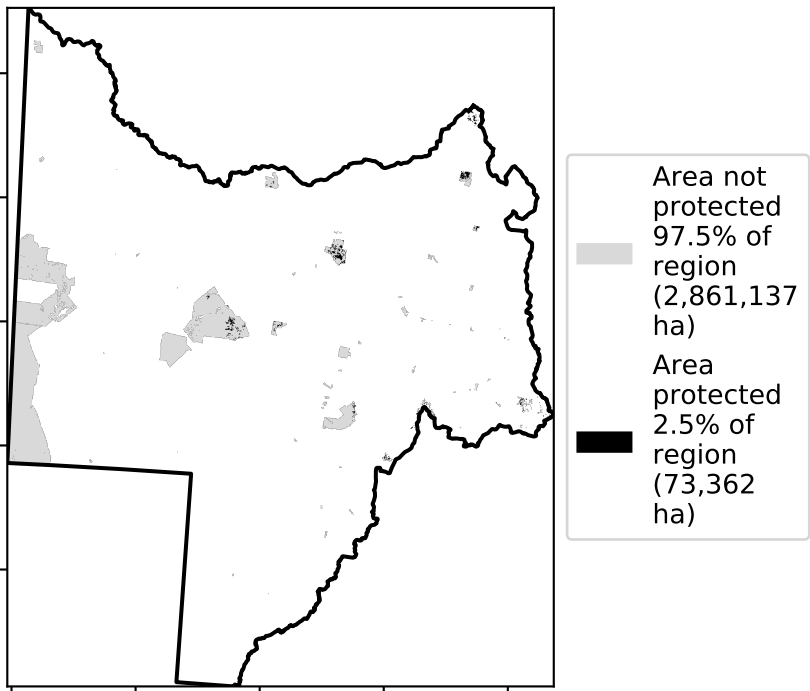 Area not
protected
97.5% of
region
(2,861,137
ha)
Area
protected
2.5% of
region
(73,362
ha)